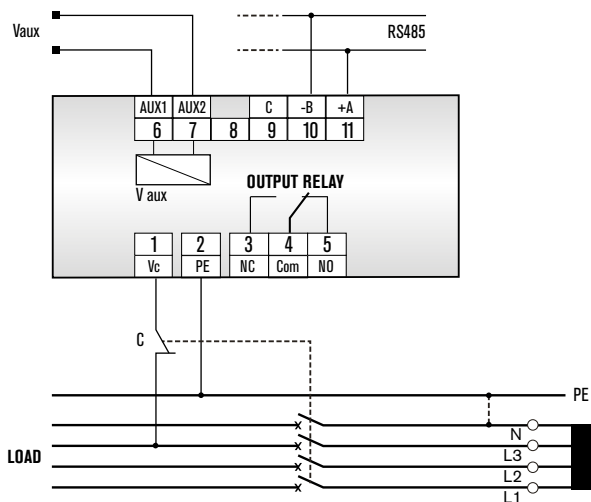 Vaux
RS485
AUX1 AUX2 C -B +A
6 7 8 9 10 11
OUTPUT RELAY
V aux
1 2 3 4 5
Vc PE NC Com NO
C
PE
N
LOAD
L3
L2
L1